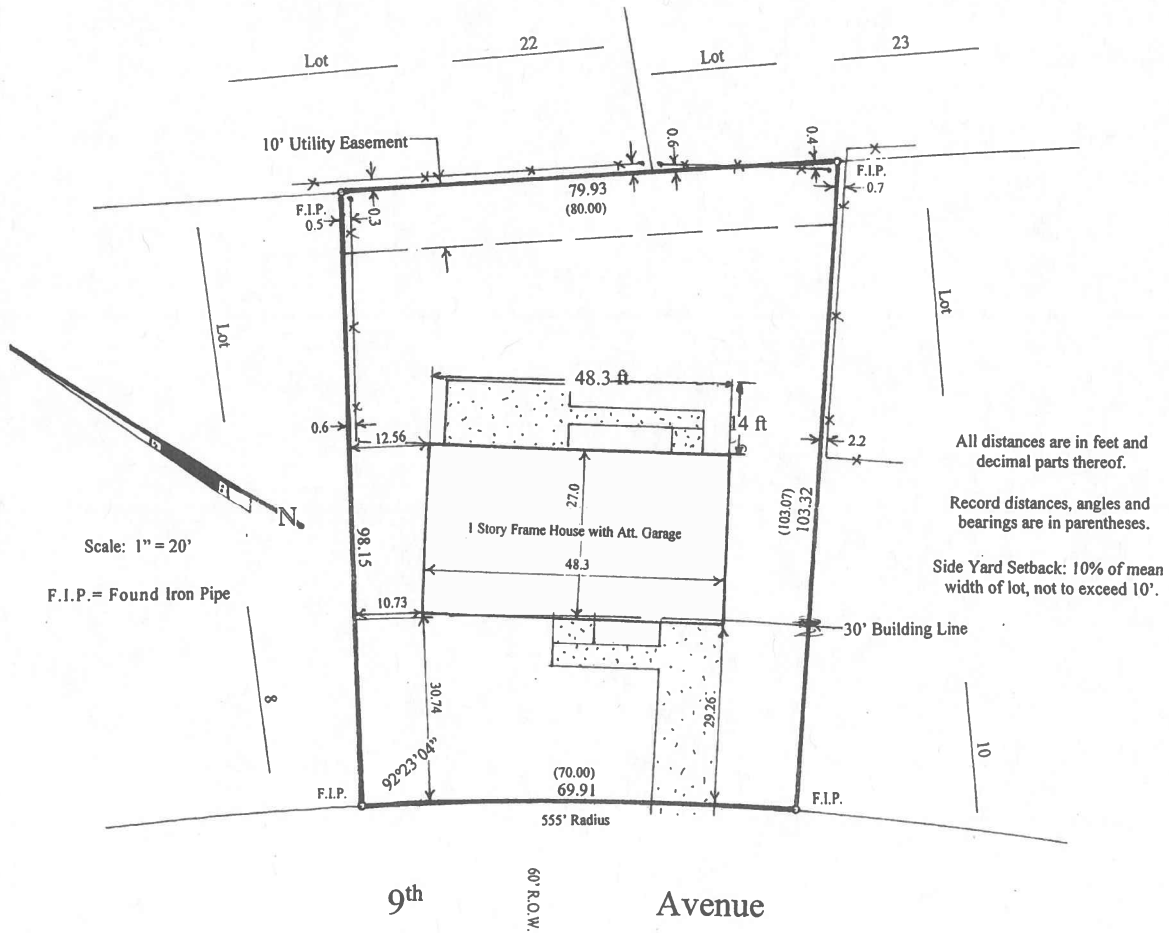 Lot 22
Lot 23
10' Utility Easement
0.6
0.4
F.I.P.
0.7
79.93
(80.00)
F.I.P.
0.5
0.3
Lot
Lot
48.3 ft
14 ft
0.6
12.56
2.2
All distances are in feet and
decimal parts thereof.
Record distances, angles and
bearings are in parentheses.
Side Yard Setback: 10% of mean
width of lot, not to exceed 10'.
27.0
(103.07)
103.32
N.
1 Story Frame House with Att. Garage
98.15
Scale: 1" = 20'
48.3
F.I.P.= Found Iron Pipe
10.73
30' Building Line
8
30.74
29.26
10
92°23'04"
(70.00)
69.91
F.I.P.
F.I.P.
555' Radius
60' R.O.W.
9th Avenue